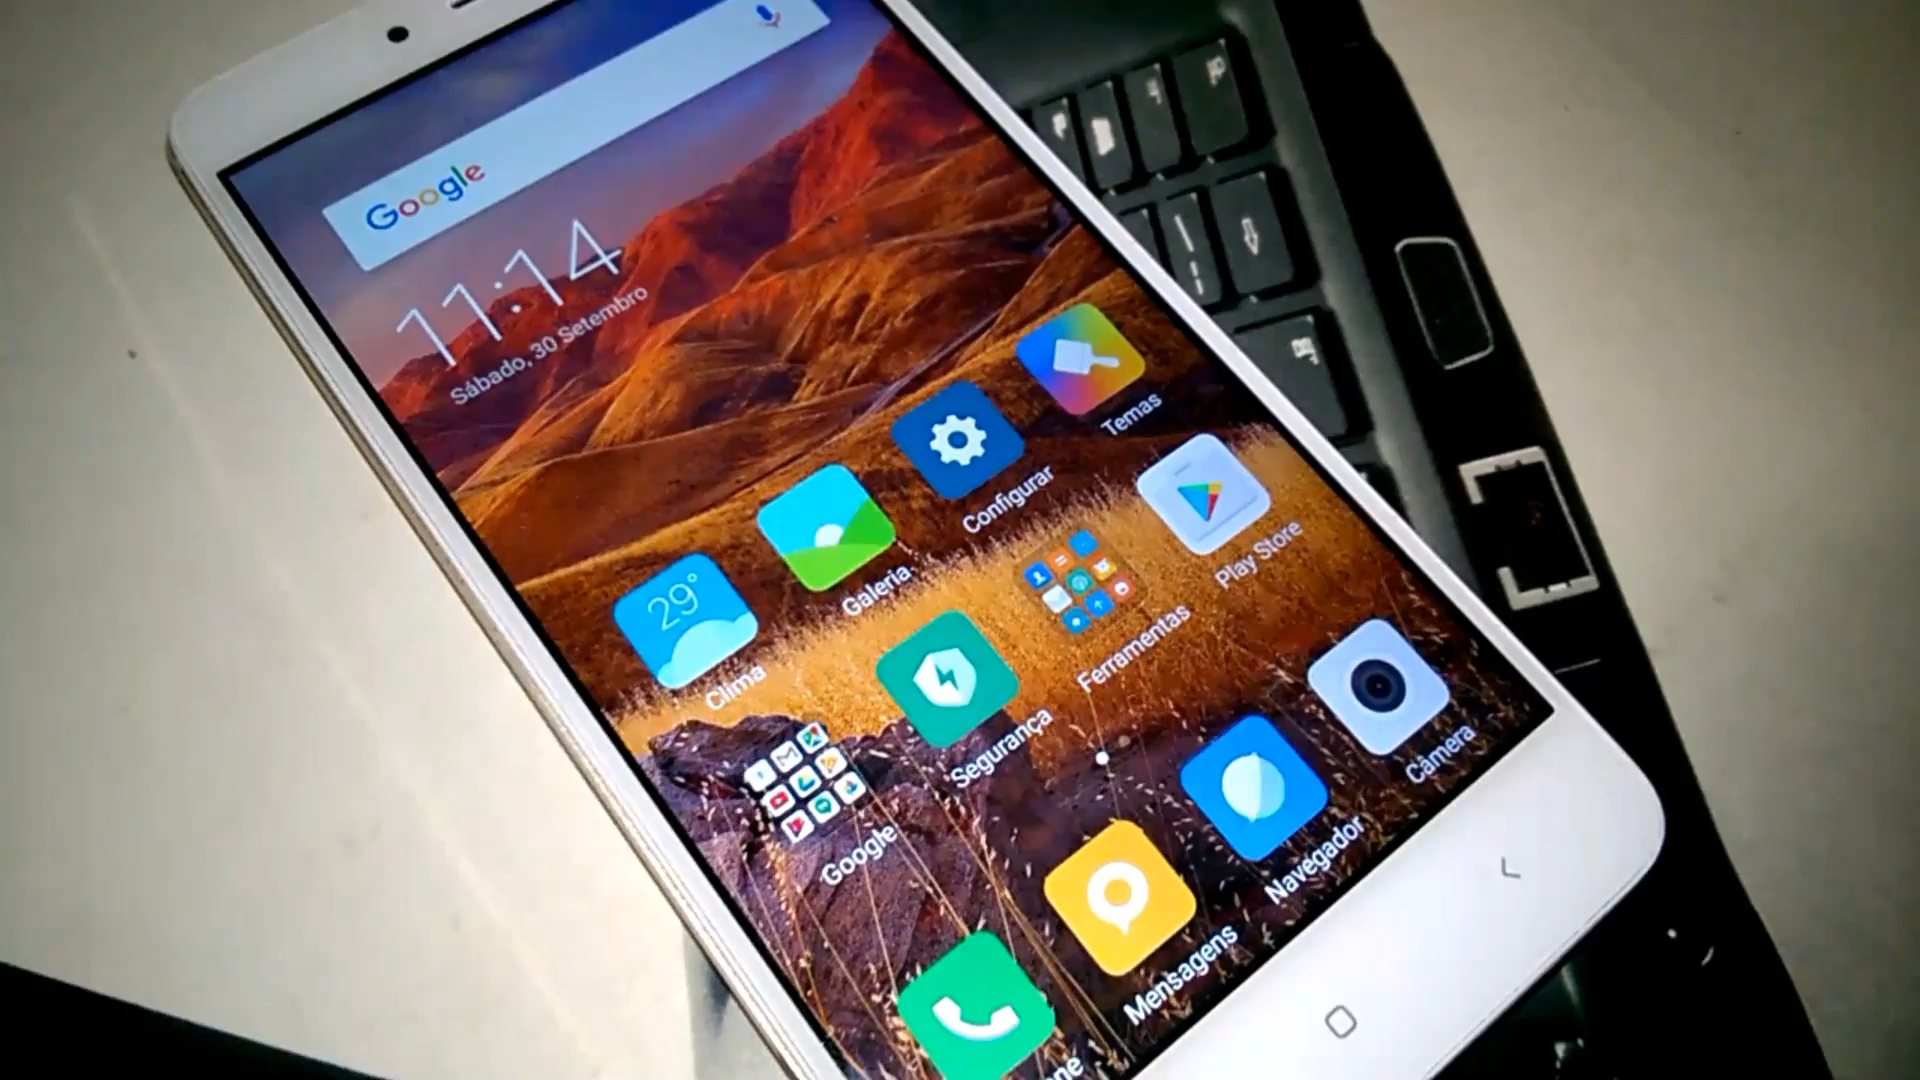 Google
11:14
Sábado, 30 Setembro
29°
Clima
Galeria
Configurar
Temas
Google
Segurança
Ferramentas
Play Store
Mensagens
Navegador
Câmera